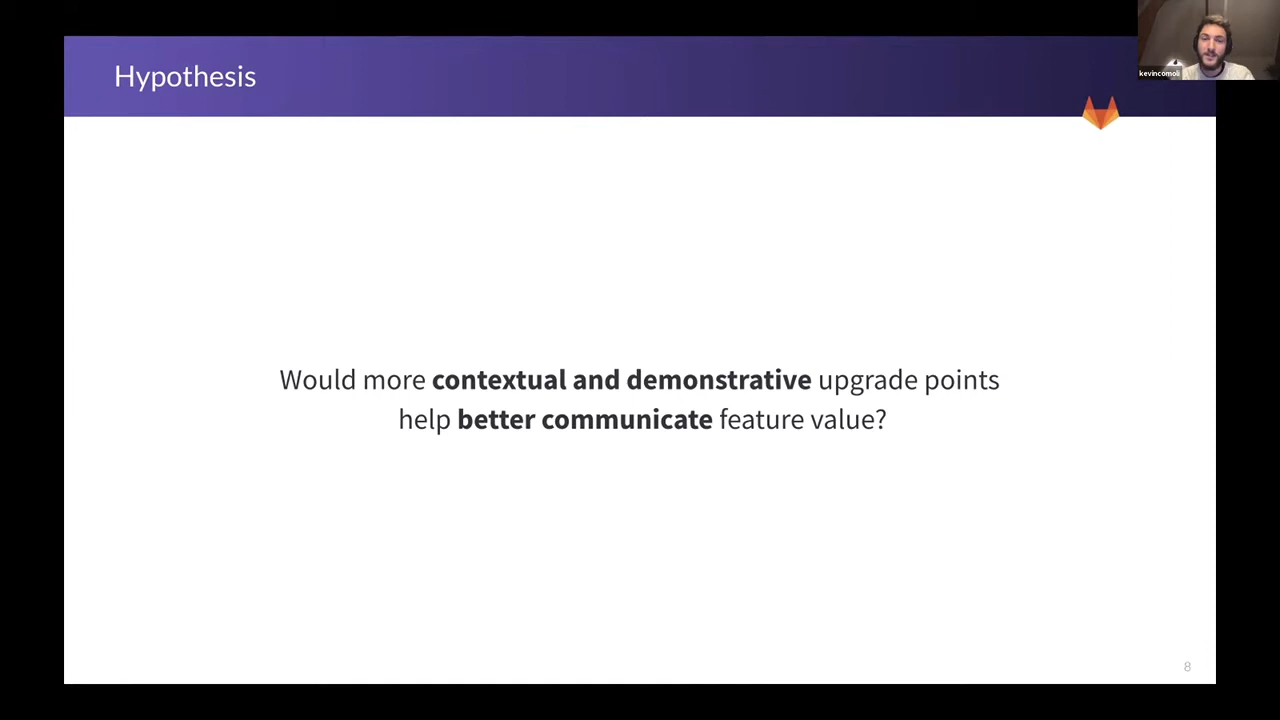 Hypothesis
kevincomoli
Would more contextual and demonstrative upgrade points
help better communicate feature value?
8